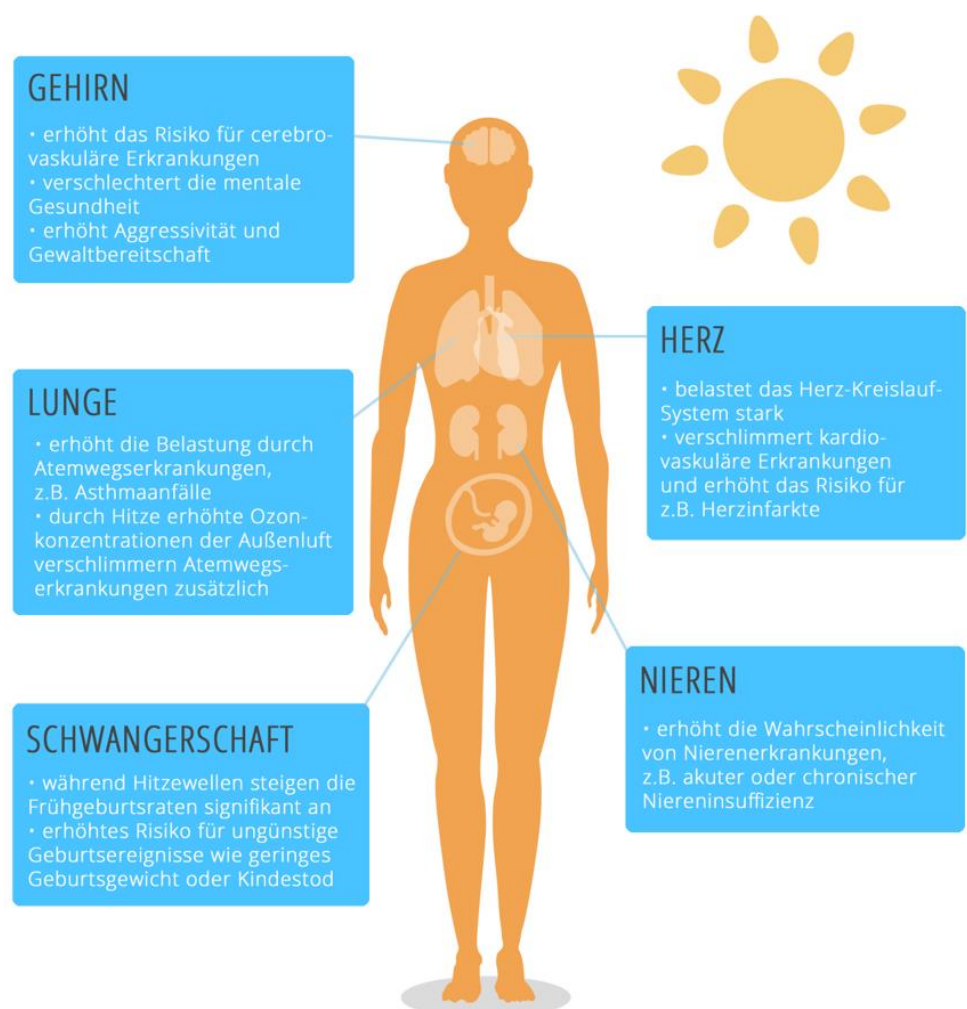 GEHIRN
• erhöht das Risiko für cerebro-
vaskuläre Erkrankungen
• verschlechtert die mentale
Gesundheit
• erhöht Aggressivität und
Gewaltbereitschaft
HERZ
• belastet das Herz-Kreislauf-
System stark
• verschlimmert kardio-
vaskuläre Erkrankungen
und erhöht das Risiko für
z.B. Herzinfarkte
LUNGE
• erhöht die Belastung durch
Atemwegserkrankungen,
z.B. Asthmaanfälle
• durch Hitze erhöhte Ozon-
konzentrationen der Außenluft
verschlimmern Atemwegs-
erkrankungen zusätzlich
NIEREN
• erhöht die Wahrscheinlichkeit
von Nierenerkrankungen,
z.B. akuter oder chronischer
Niereninsuffizienz
SCHWANGERSCHAFT
• während Hitzewellen steigen die
Frühgeburtsraten signifikant an
• erhöhtes Risiko für ungünstige
Geburtsereignisse wie geringes
Geburtsgewicht oder Kindestod